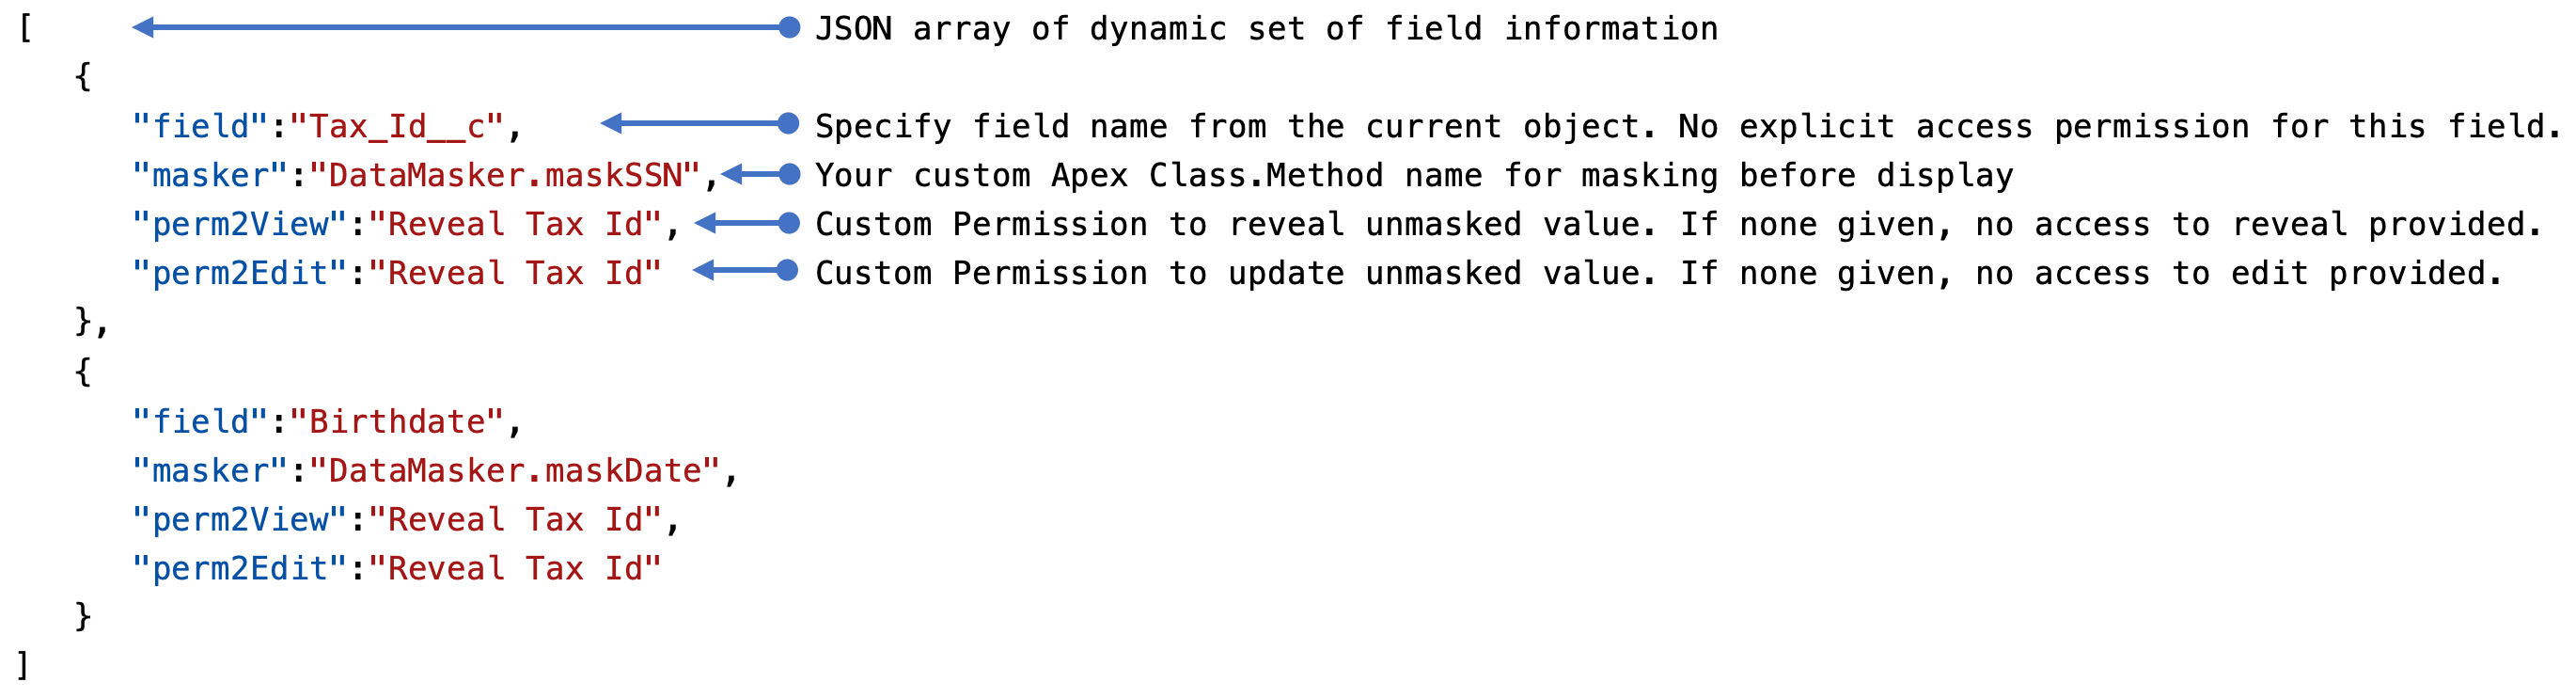 [ JSON array of dynamic set of field information
{
"field":"Tax_Id__c", Specify field name from the current object. No explicit access permission for this field.
"masker":"DataMasker.maskSSN", Your custom Apex Class.Method name for masking before display
"perm2View":"Reveal Tax Id", Custom Permission to reveal unmasked value. If none given, no access to reveal provided.
"perm2Edit":"Reveal Tax Id" Custom Permission to update unmasked value. If none given, no access to edit provided.
},
{
"field":"Birthdate",
"masker":"DataMasker.maskDate",
"perm2View":"Reveal Tax Id",
"perm2Edit":"Reveal Tax Id"
}
]